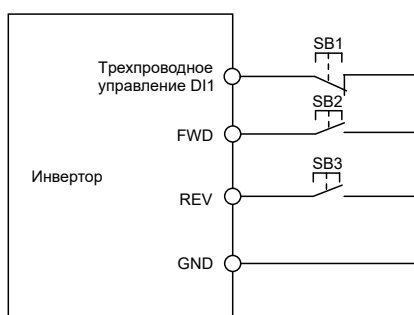 SB1
Трехпроводное
управление DI1
SB2
FWD
SB3
Инвертор
REV
GND